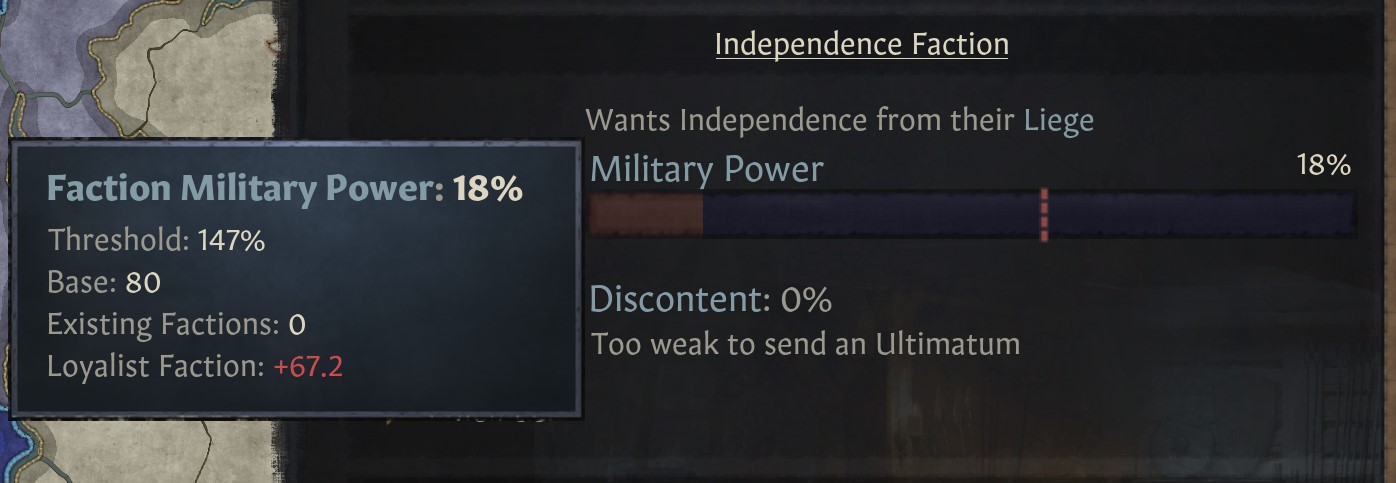 Independence Faction
Wants Independence from their Liege
Military Power 18%
Discontent: 0%
Too weak to send an Ultimatum
Faction Military Power: 18%
Threshold: 147%
Base: 80
Existing Factions: 0
Loyalist Faction: +67.2